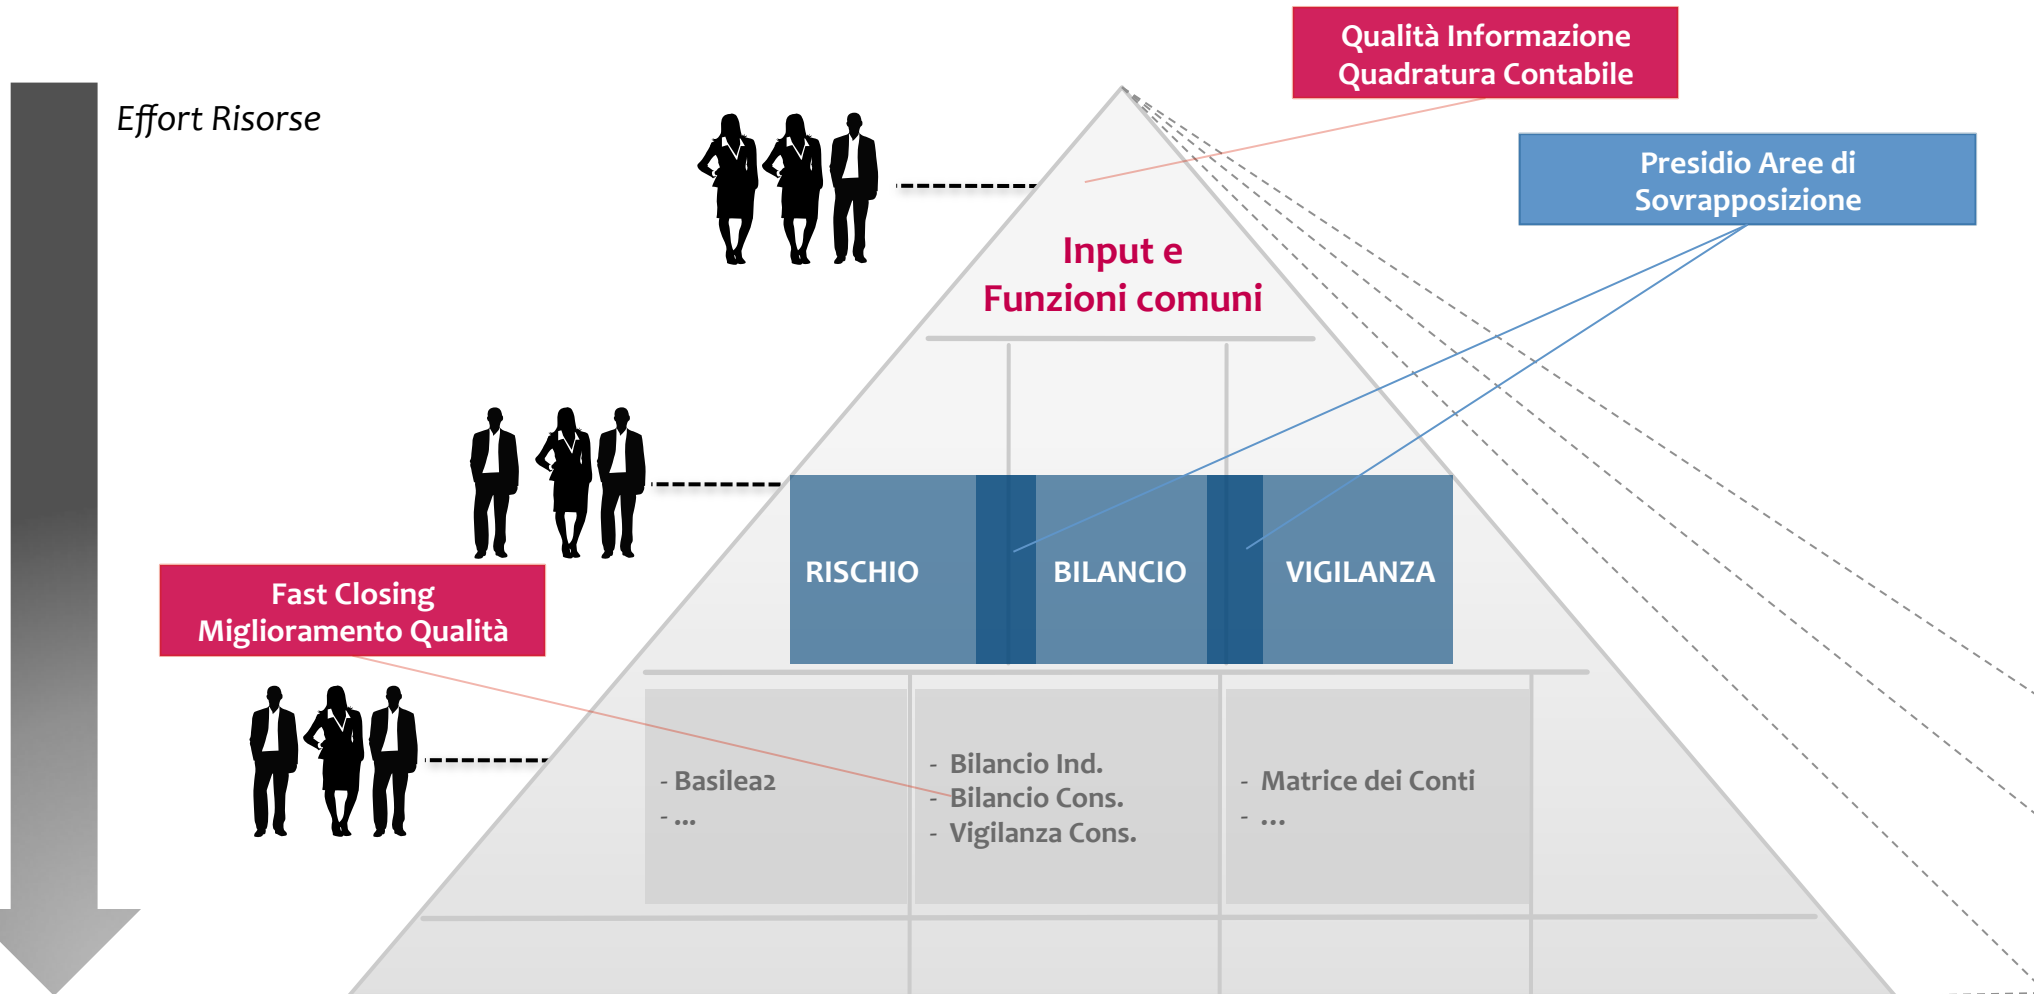 Qualità Informazione
Quadratura Contabile
Effort Risorse
Presidio Aree di
Sovrapposizione
Input e
Funzioni comuni
RISCHIO
BILANCIO
VIGILANZA
Fast Closing
Miglioramento Qualità
- Basilea2
- ...
- Bilancio Ind.
- Bilancio Cons.
- Vigilanza Cons.
- Matrice dei Conti
- ...